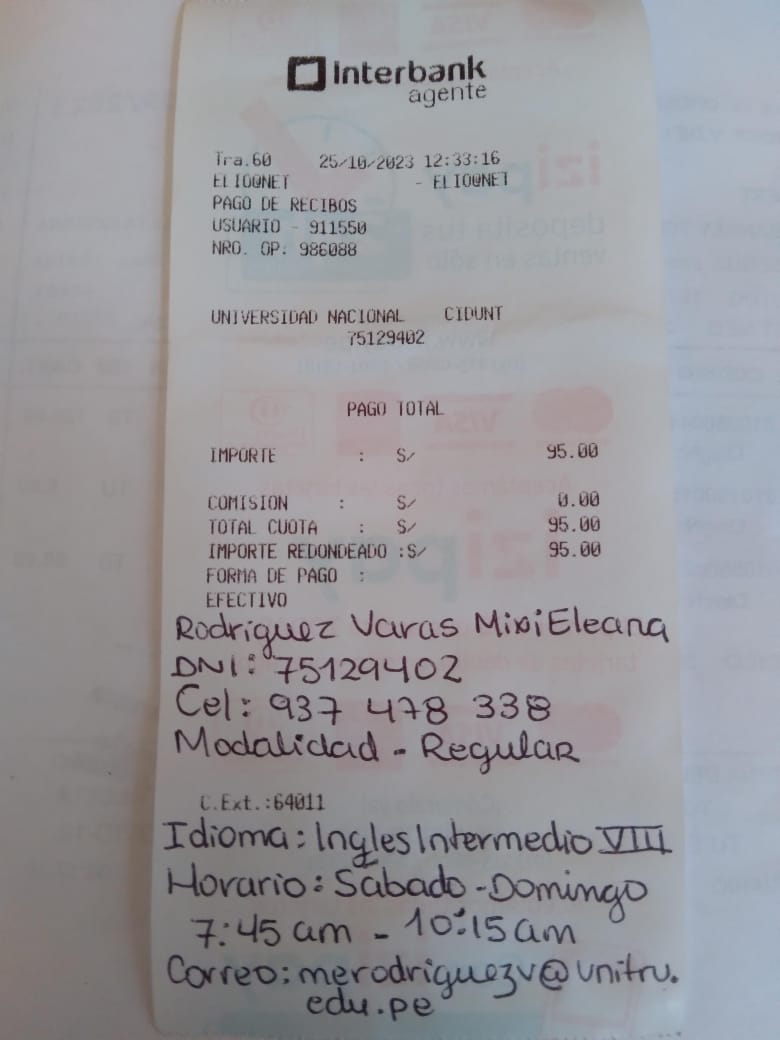 Interbank
agente
Tra.60 25/10/2023 12:33:16
ELIO@NET - ELIO@NET
PAGO DE RECIBOS
USUARIO - 911550
NRO. OP: 986088
UNIVERSIDAD NACIONAL CIDUNT
75129402
PAGO TOTAL
IMPORTE : S/ 95.00
COMISION : S/ 0.00
TOTAL CUOTA : S/ 95.00
IMPORTE REDONDEADO :S/ 95.00
FORMA DE PAGO :
EFECTIVO
Rodriguez Varas Mixi Eleana
DNI: 75129402
Cel: 937 478 338
Modalidad - Regular
C.Ext.:64011
Idioma: Ingles Intermedio VIII
Horario: Sábado - Domingo
7:45 am - 10:15 am
Correo: merodriguezv@unitru.
edu.pe